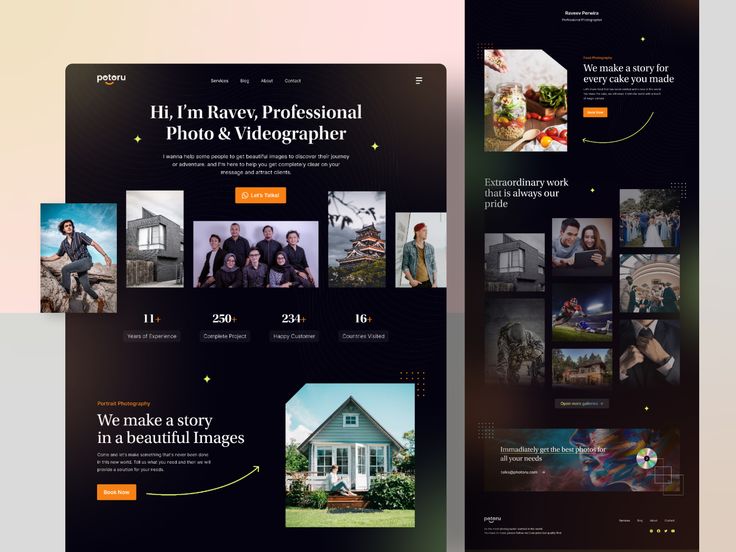 potoru
Services Blog About Contact
Hi, I'm Ravev, Professional
Photo & Videographer
I wanna help some people to get beautiful images to discover their journey
or adventure. and I'm here to help you get completely clear on your
message and attract clients.
Let's Talks!
11+ 250+ 234+ 16+
Years of Experience Complete Project Happy Customer Countries Visited
Portrait Photography
We make a story
in a beautiful Images
Come and let's make something that's never been done
in this new world. Tell us what you need and then we will
provide a solution for your needs.
Book Now
Raveev Perwira
Professional Photographer
Food Photography
We make a story for
every cake you made
Book Now
Extraordinary work
that is always our
pride
Open more galleries →
Immadiately get the best photos for
all your needs
talks@photoru.com →
potoru
Services Blog About Contact